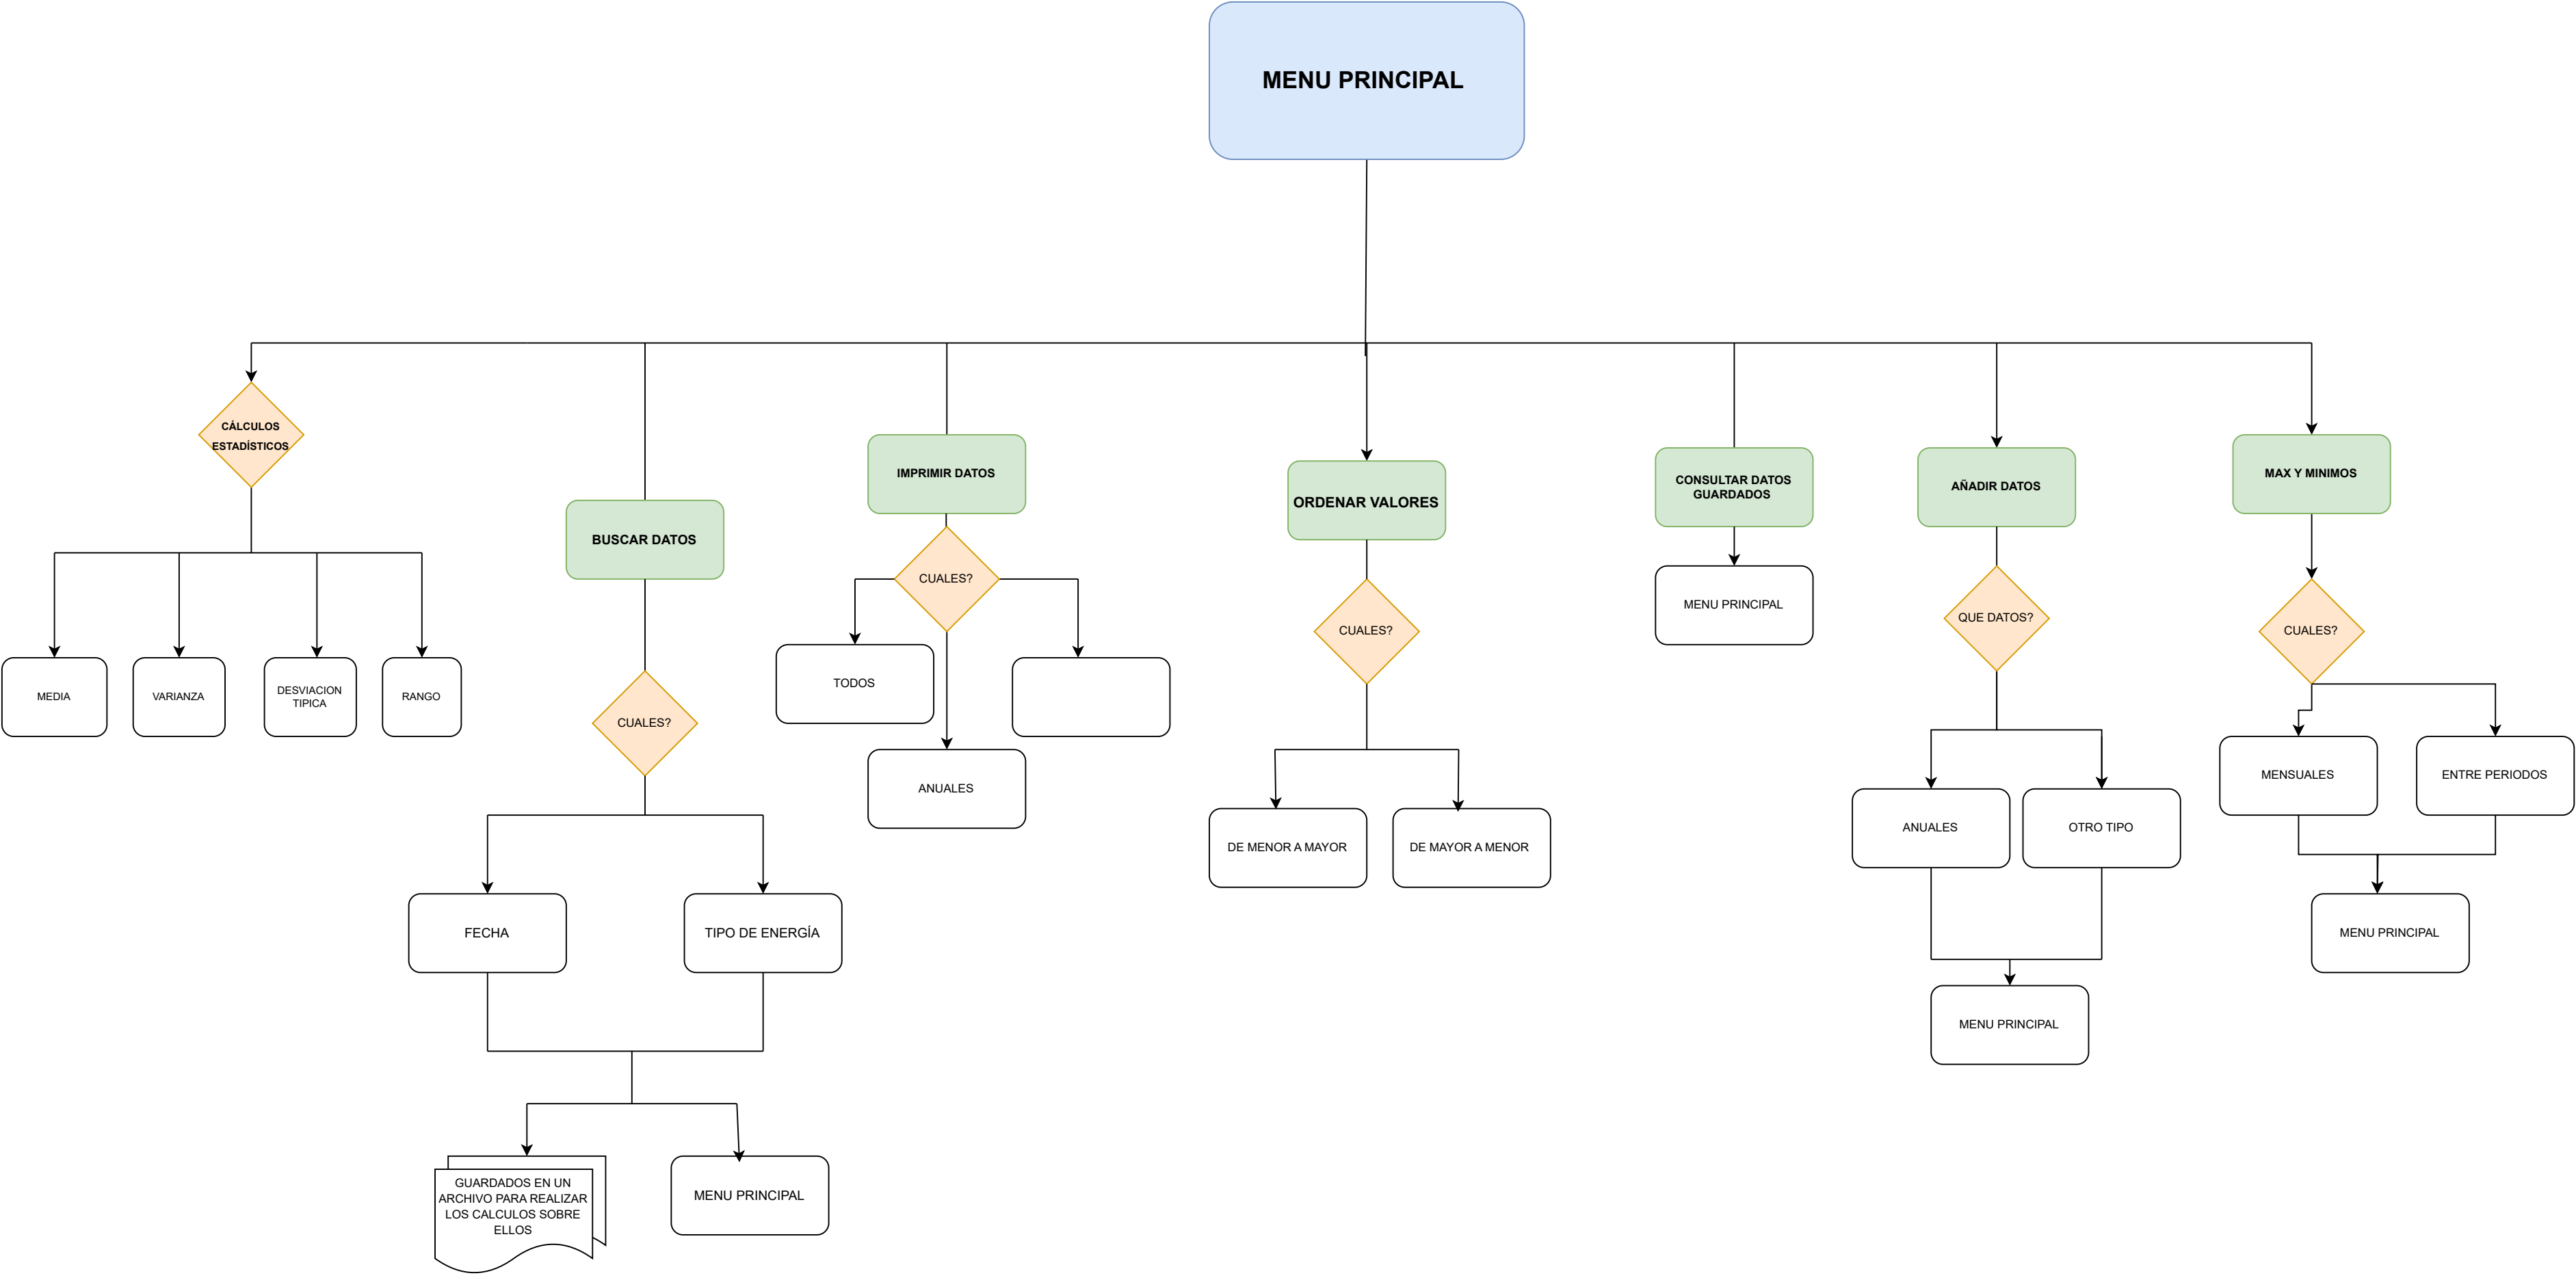 MENU PRINCIPAL
CÁLCULOS
ESTADÍSTICOS
MEDIA
VARIANZA
DESVIACION
TIPICA
RANGO
BUSCAR DATOS
CUALES?
FECHA
TIPO DE ENERGÍA
GUARDADOS EN UN
ARCHIVO PARA REALIZAR
LOS CALCULOS SOBRE
ELLOS
MENU PRINCIPAL
IMPRIMIR DATOS
CUALES?
TODOS
ANUALES
ORDENAR VALORES
CUALES?
DE MENOR A MAYOR
DE MAYOR A MENOR
CONSULTAR DATOS
GUARDADOS
MENU PRINCIPAL
AÑADIR DATOS
QUE DATOS?
ANUALES
OTRO TIPO
MENU PRINCIPAL
MAX Y MINIMOS
CUALES?
MENSUALES
ENTRE PERIODOS
MENU PRINCIPAL